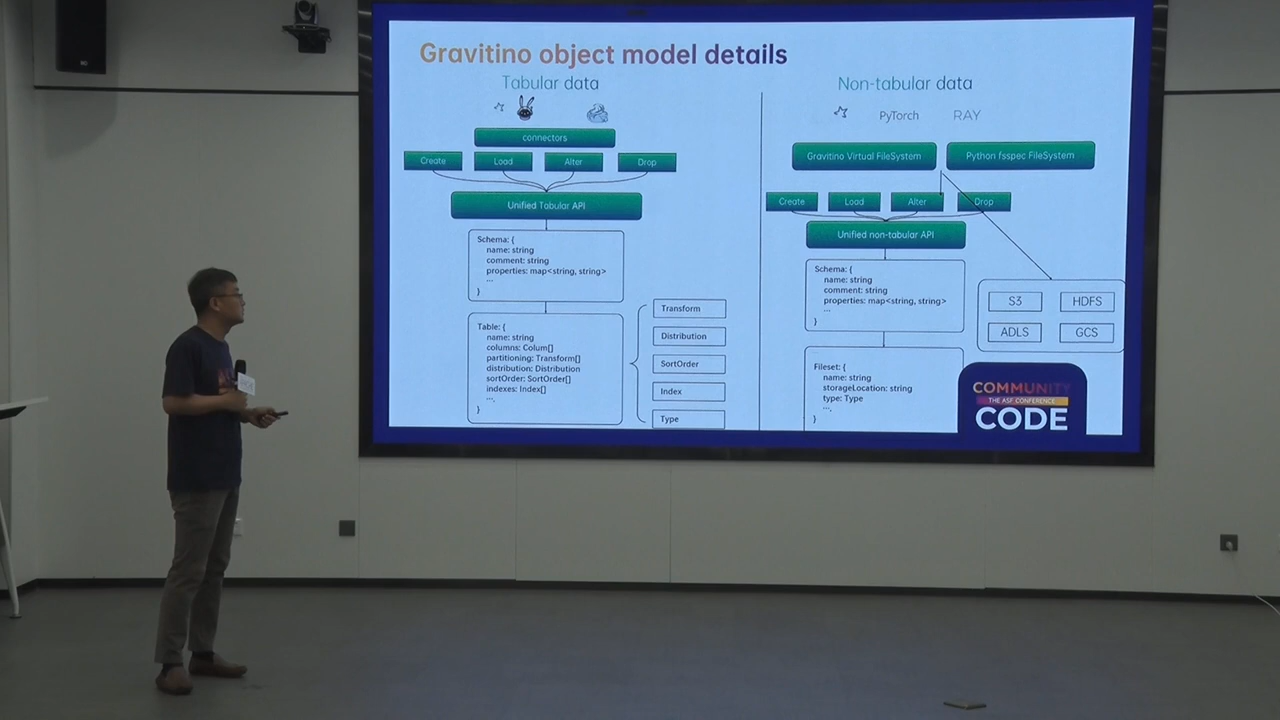 Gravitino object model details
Tabular data
connectors
Create
Load
Alter
Drop
Unified Tabular API
Schema: {
name: string
comment: string
properties: map<string, string>
...
}
Table: {
name: string
columns: Colum[]
partitioning: Transform[]
distribution: Distribution
sortOrder: SortOrder[]
indexes: Index[]
...,
}
Transform
Distribution
SortOrder
Index
Type
Non-tabular data
PyTorch
RAY
Gravitino Virtual FileSystem
Python fsspec FileSystem
Create
Load
Alter
Drop
Unified non-tabular API
Schema: {
name: string
comment: string
properties: map<string, string>
...
}
S3
HDFS
ADLS
GCS
Fileset: {
name: string
storageLocation: string
type: Type
...,
}
COMMUNITY
THE ASF CONFERENCE
CODE